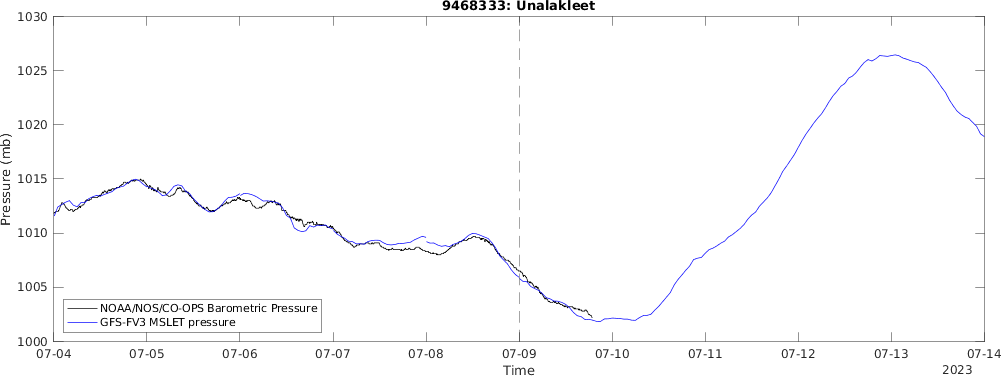 9468333: Unalakleet
1030
1025
1020
1015
1010
1005
1000
Pressure (mb)
NOAA/NOS/CO-OPS Barometric Pressure
GFS-FV3 MSLET pressure
07-04 07-05 07-06 07-07 07-08 07-09 07-10 07-11 07-12 07-13 07-14
Time
2023